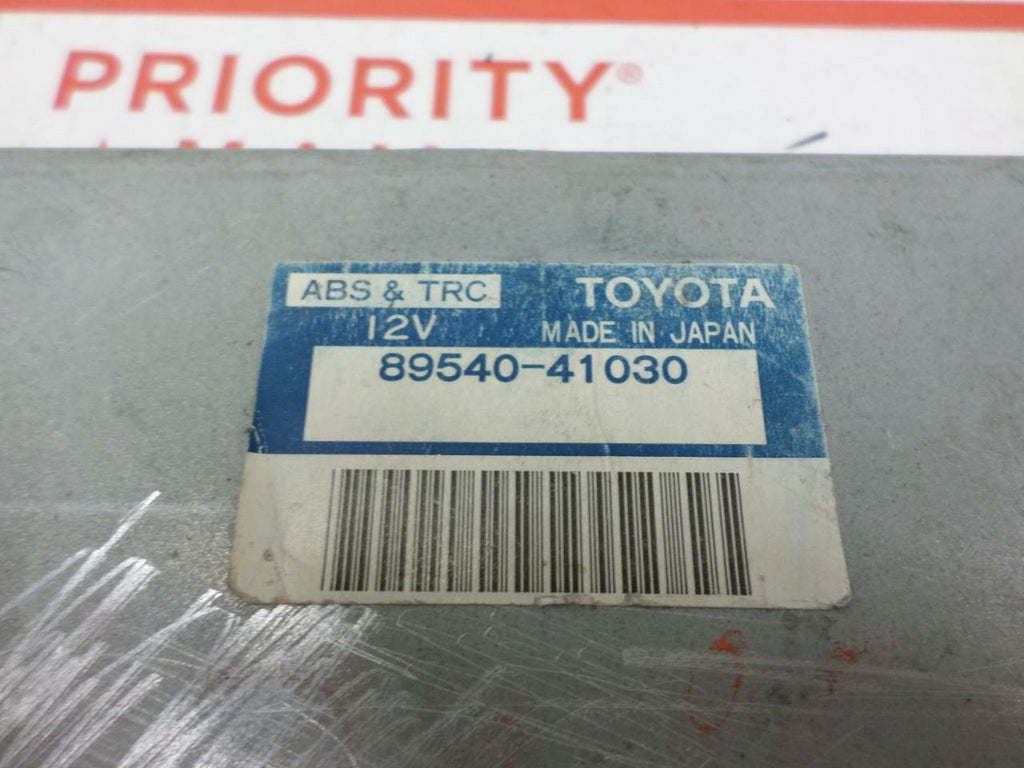 PRIORITY®
ABS & TRC
TOYOTA
12V
MADE IN JAPAN
89540-41030